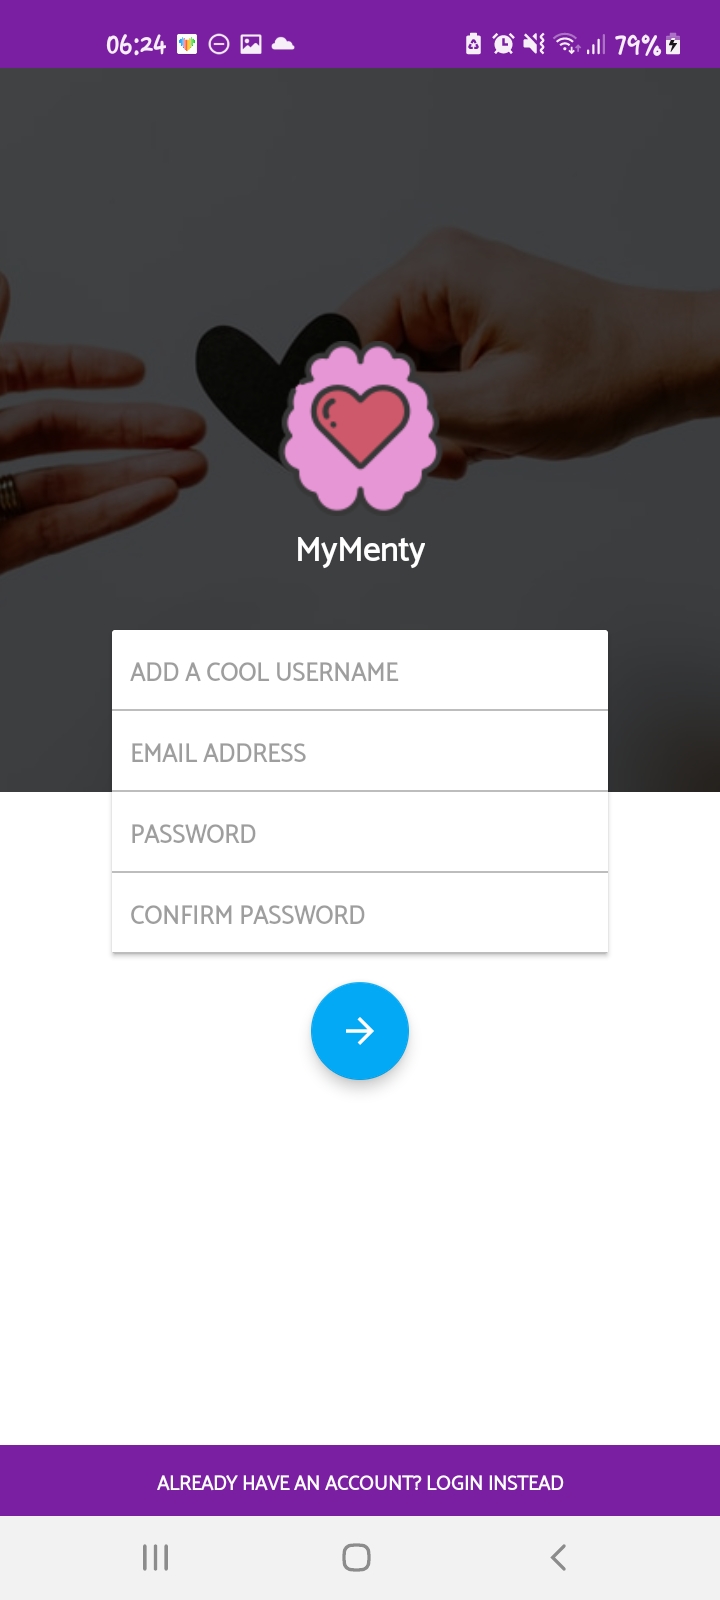 06:24 79%
MyMenty
ADD A COOL USERNAME
EMAIL ADDRESS
PASSWORD
CONFIRM PASSWORD
ALREADY HAVE AN ACCOUNT? LOGIN INSTEAD